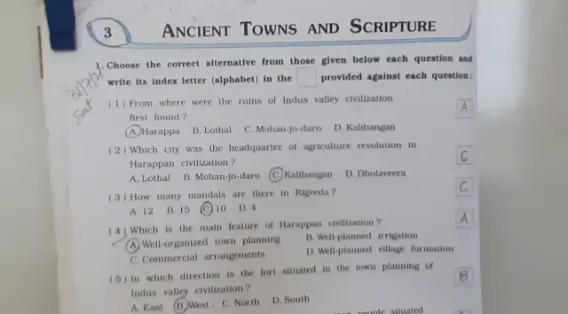 3
ANCIENT TOWNS AND SCRIPTURE
1. Choose the correct alternative from those given below each question and
write its index letter (alphabet) in the provided against each question:
(1) From where were the ruins of Indus valley civilization
first found? A
A. Harappa B. Lothal C. Mohan-jo-daro D. Kalibangan
(2) Which city was the headquarter of agriculture revolution in
Harappan civilization? C
A. Lothal B. Mohan-jo-daro C. Kalibangan D. Dholaveera
(3) How many mandals are there in Rigveda? C
A. 12 B. 15 C. 10 D. 4
(4) Which is the main feature of Harappan civilization? A
A. Well-organized town planning B. Well-planned irrigation
C. Commercial arrangements D. Well-planned village formation
(5) In which direction is the fort situated in the town planning of
Indus valley civilization? B
A. East B. West C. North D. South
people situated